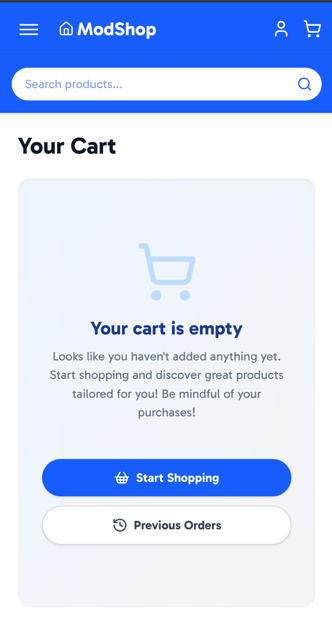 ModShop
Search products...
Your Cart
Your cart is empty
Looks like you haven't added anything yet.
Start shopping and discover great products
tailored for you! Be mindful of your
purchases!
Start Shopping
Previous Orders